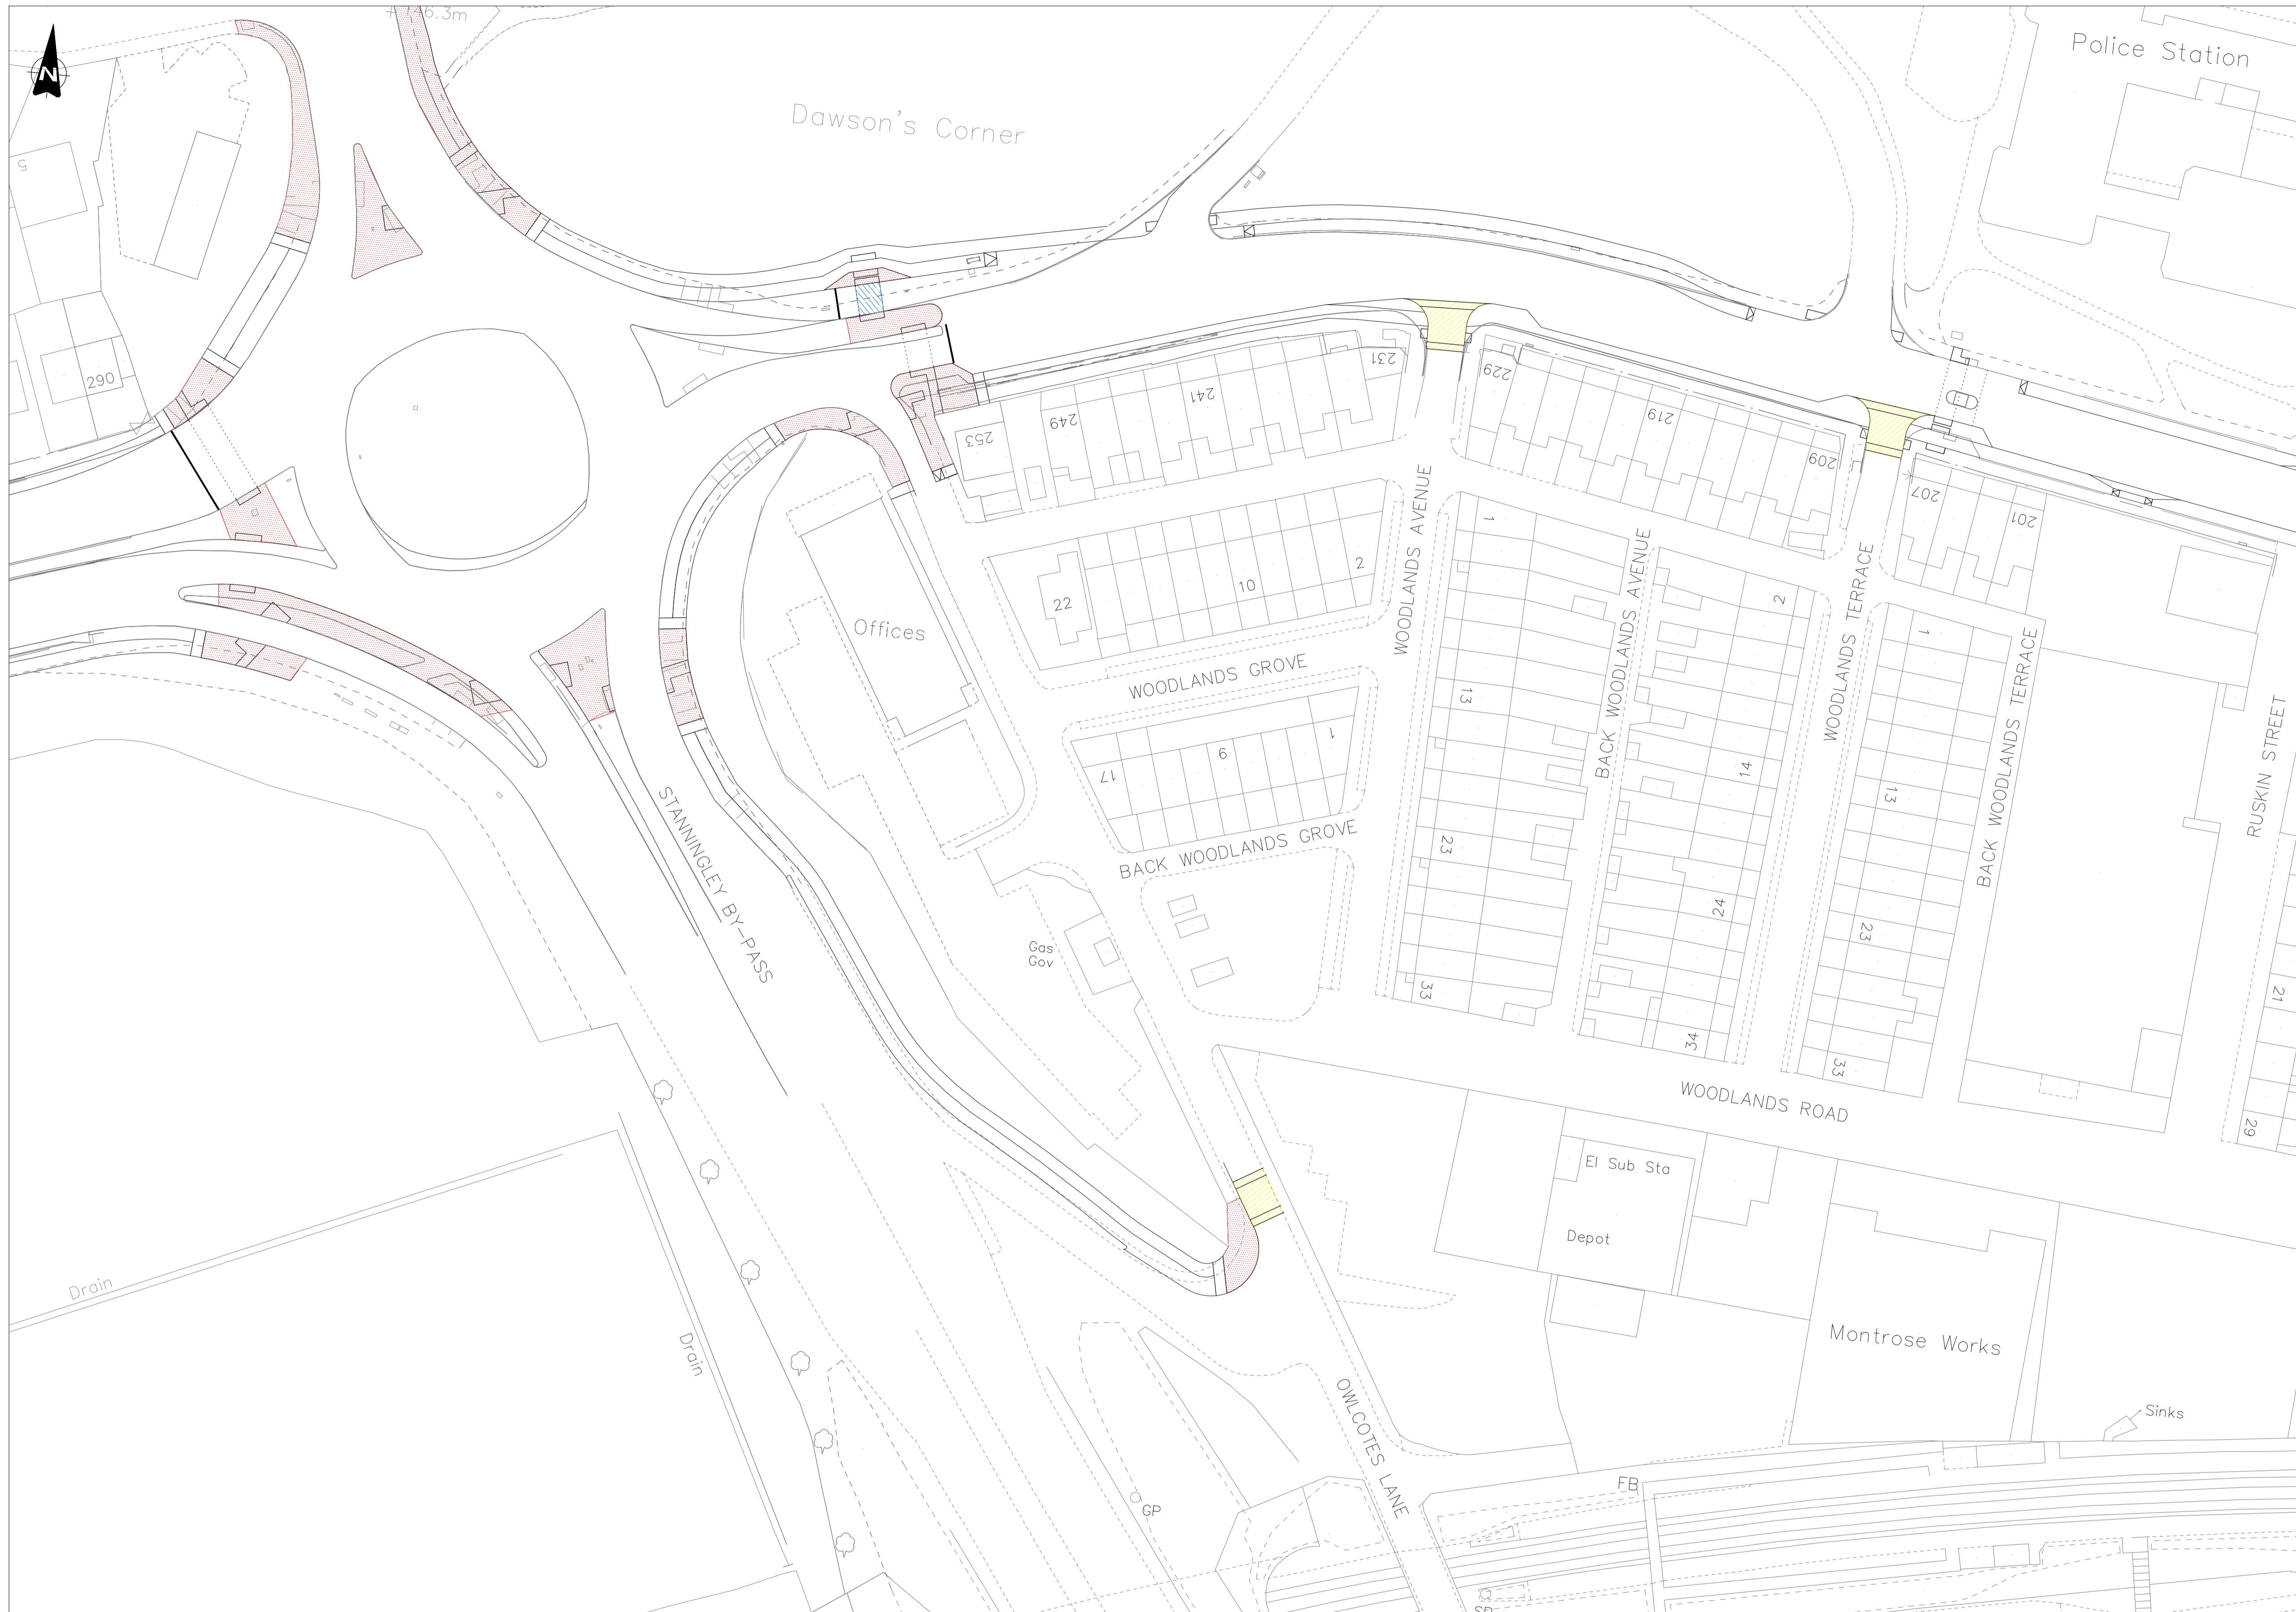 46.3m
N
Police Station
Dawson's Corner
5
290
231
229
241
249
253
219
209
207
201
WOODLANDS AVENUE
BACK WOODLANDS AVENUE
WOODLANDS TERRACE
BACK WOODLANDS TERRACE
RUSKIN STREET
1
2
1
2
10
22
Offices
WOODLANDS GROVE
13
1
9
17
14
13
STANNINGLEY BY-PASS
BACK WOODLANDS GROVE
23
24
23
Gas
Gov
33
34
33
21
29
WOODLANDS ROAD
El Sub Sta
Depot
Drain
Drain
Montrose Works
OWLCOTES LANE
Sinks
FB
GP